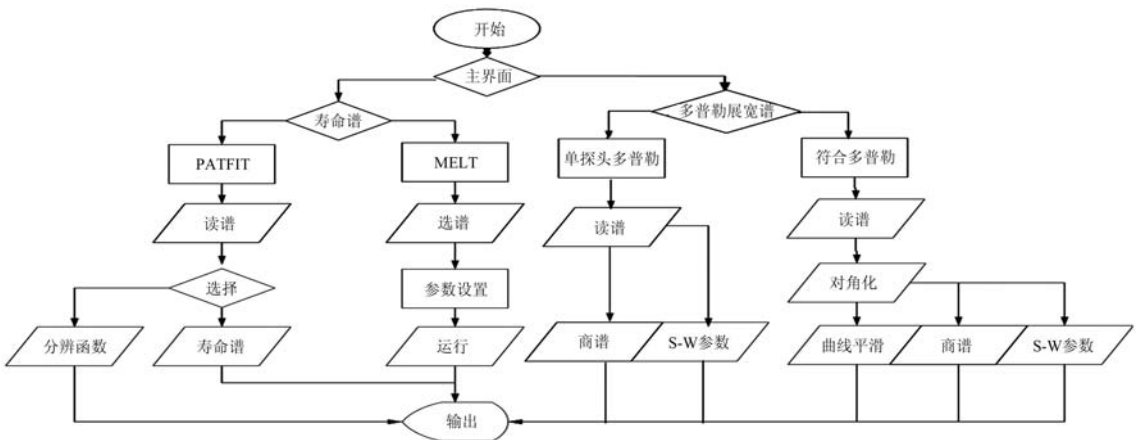 开始
主界面
寿命谱
多普勒展宽谱
PATFIT
MELT
单探头多普勒
符合多普勒
读谱
选谱
读谱
读谱
选择
参数设置
对角化
分辨函数
寿命谱
运行
商谱
S-W参数
曲线平滑
商谱
S-W参数
输出